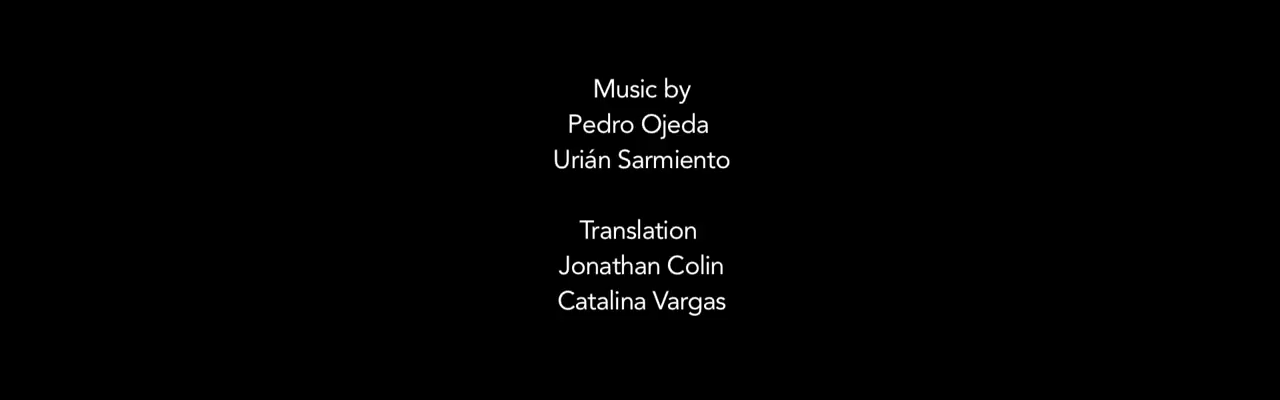 Music by
Pedro Ojeda
Urián Sarmiento
Translation
Jonathan Colin
Catalina Vargas